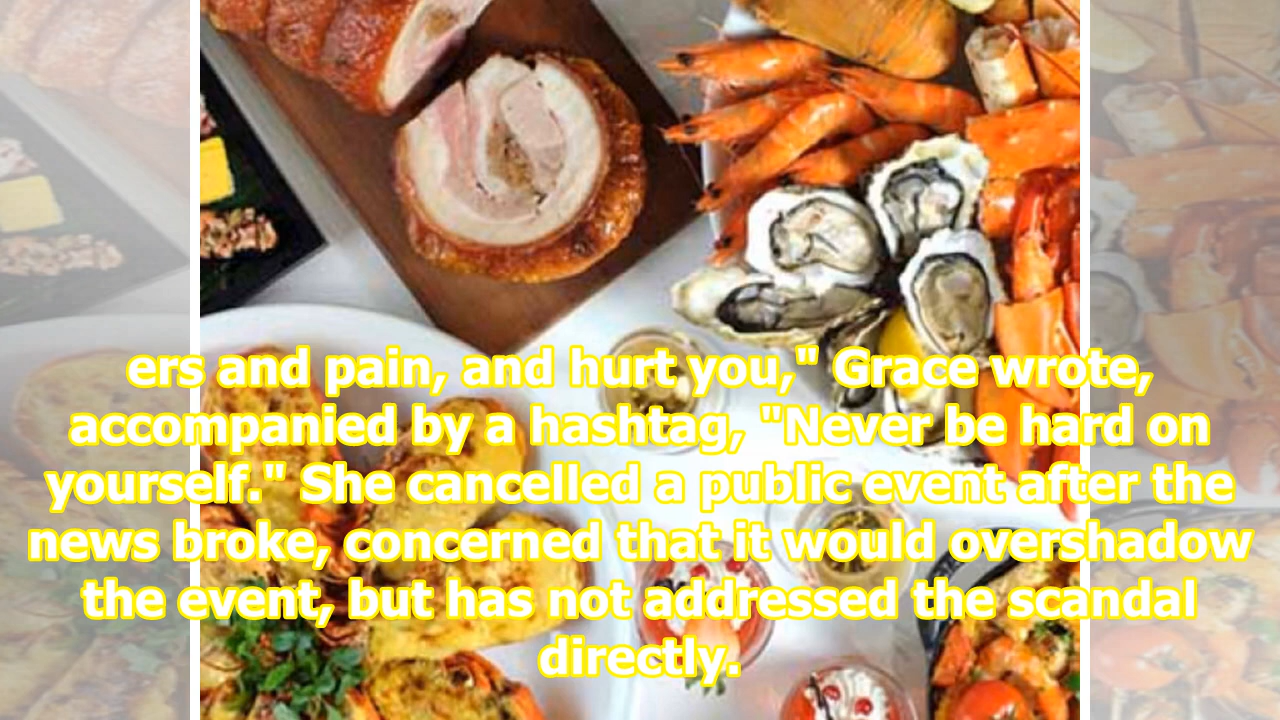 ers and pain, and hurt you," Grace wrote,
accompanied by a hashtag, "Never be hard on
yourself." She cancelled a public event after the
news broke, concerned that it would overshadow
the event, but has not addressed the scandal
directly.